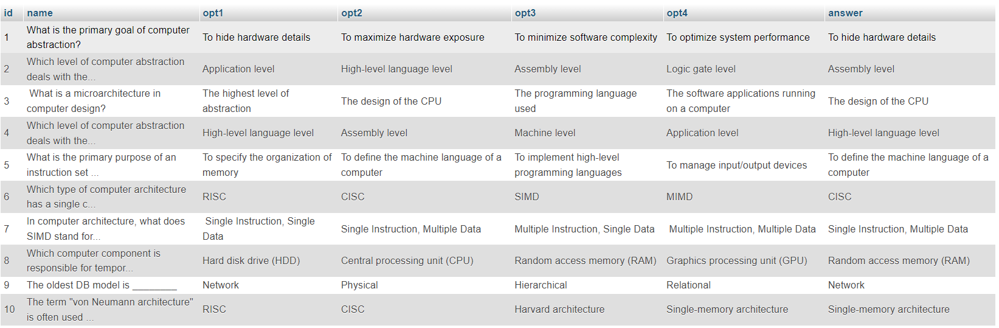 id name opt1 opt2 opt3 opt4 answer
1 What is the primary goal of computer abstraction? To hide hardware details To maximize hardware exposure To minimize software complexity To optimize system performance To hide hardware details
2 Which level of computer abstraction deals with the... Application level High-level language level Assembly level Logic gate level Assembly level
3 What is a microarchitecture in computer design? The highest level of abstraction The design of the CPU The programming language used The software applications running on a computer The design of the CPU
4 Which level of computer abstraction deals with the... High-level language level Assembly level Machine level Application level High-level language level
5 What is the primary purpose of an instruction set ... To specify the organization of memory To define the machine language of a computer To implement high-level programming languages To manage input/output devices To define the machine language of a computer
6 Which type of computer architecture has a single c... RISC CISC SIMD MIMD CISC
7 In computer architecture, what does SIMD stand for... Single Instruction, Single Data Single Instruction, Multiple Data Multiple Instruction, Single Data Multiple Instruction, Multiple Data Single Instruction, Multiple Data
8 Which computer component is responsible for tempor... Hard disk drive (HDD) Central processing unit (CPU) Random access memory (RAM) Graphics processing unit (GPU) Random access memory (RAM)
9 The oldest DB model is ________ Network Physical Hierarchical Relational Network
10 The term "von Neumann architecture" is often used ... RISC CISC Harvard architecture Single-memory architecture Single-memory architecture